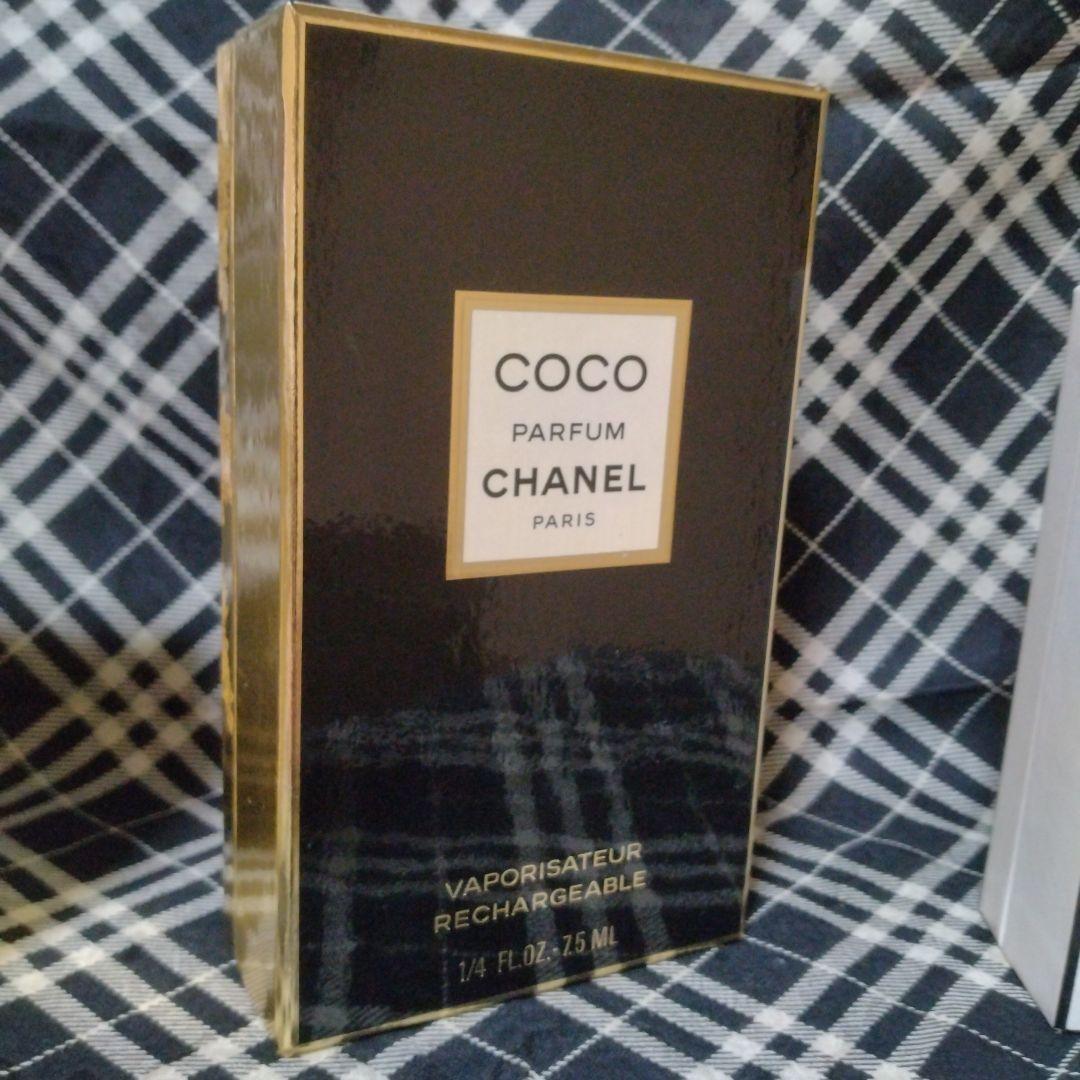 COCO
PARFUM
CHANEL
PARIS
VAPORISATEUR
RECHARGEABLE
1/4 FL.OZ.-7.5 ML